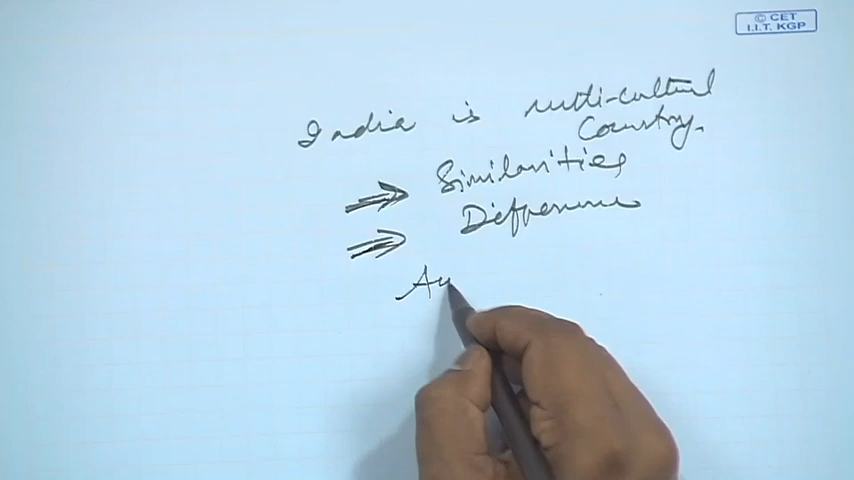 © CET
I.I.T. KGP
India is multi-cultural
Country.
⇒ Similarities
⇒ Differences